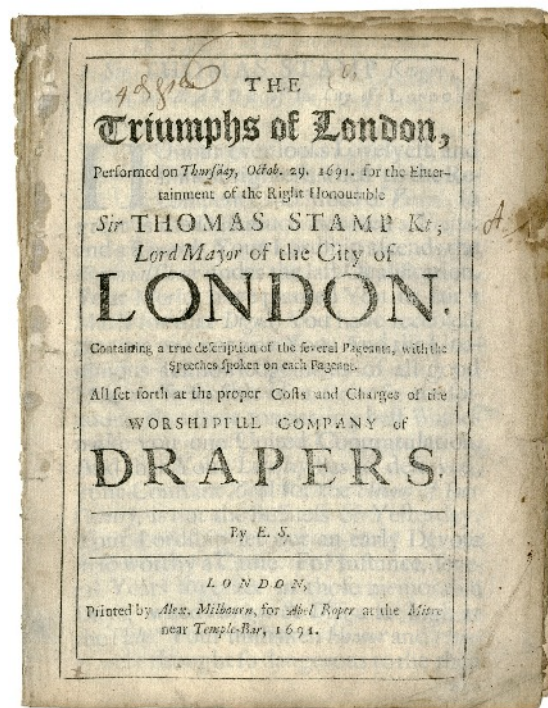 THE
Triumphs of London,
Performed on Thursday, Octob. 29. 1691. for the Enter-
tainment of the Right Honourable
Sir THOMAS STAMP Kt;
Lord Mayor of the City of
LONDON.
Containing a true description of the several Pageants, with the
Speeches spoken on each Pageant.
All set forth at the proper Costs and Charges of the
WORSHIPFUL COMPANY of
DRAPERS.
By E. S.
LONDON,
Printed by Alex. Milbourn, for Abel Roper at the Mitre
near Temple-Bar, 1691.